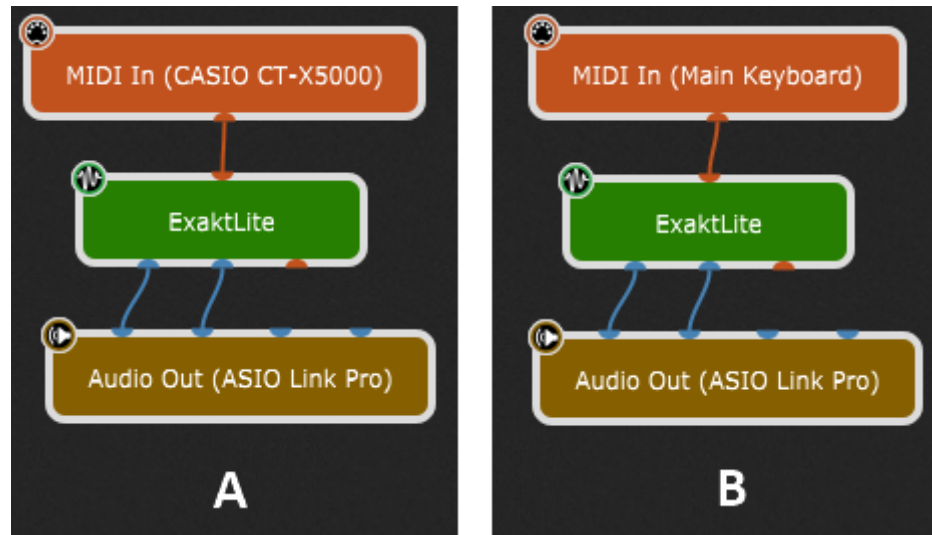 MIDI In (CASIO CT-X5000)
ExaktLite
Audio Out (ASIO Link Pro)
A
MIDI In (Main Keyboard)
ExaktLite
Audio Out (ASIO Link Pro)
B